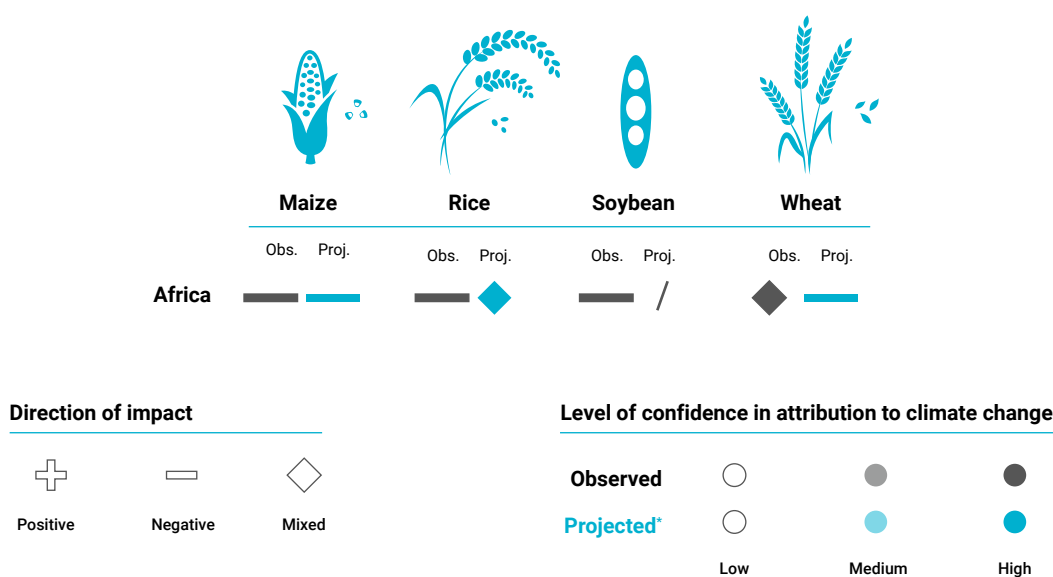 Maize Rice Soybean Wheat
Obs. Proj. Obs. Proj. Obs. Proj. Obs. Proj.
Africa /
Direction of impact
Positive Negative Mixed
Level of confidence in attribution to climate change
Observed
Projected*
Low Medium High